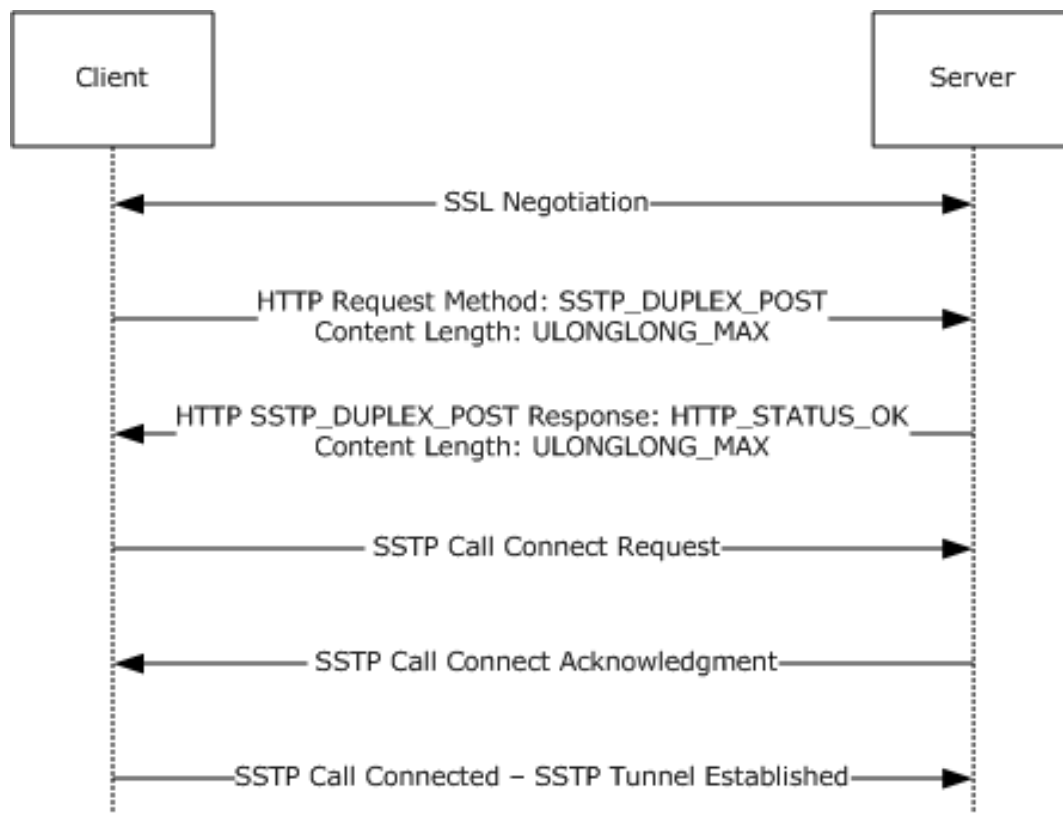 Client
Server
SSL Negotiation
HTTP Request Method: SSTP_DUPLEX_POST
Content Length: ULONGLONG_MAX
HTTP SSTP_DUPLEX_POST Response: HTTP_STATUS_OK
Content Length: ULONGLONG_MAX
SSTP Call Connect Request
SSTP Call Connect Acknowledgment
SSTP Call Connected – SSTP Tunnel Established